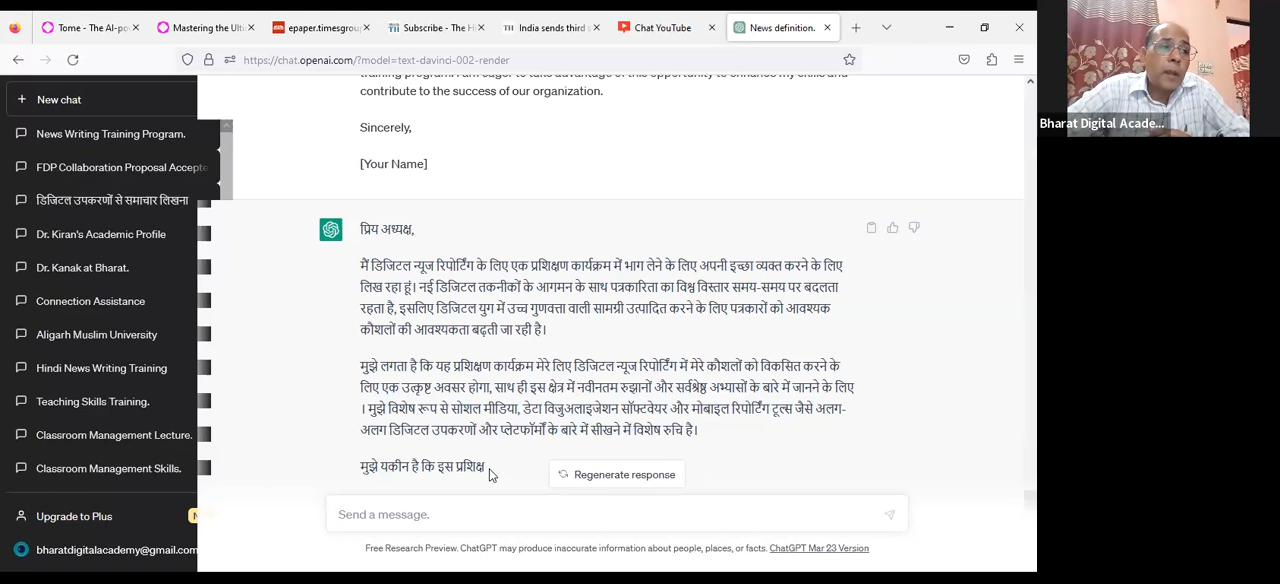 Tome - The AI-po
Mastering the Ulti
epaper.timesgroup
Subscribe - The Hi
India sends third s
Chat YouTube
News definition.
https://chat.openai.com/?model=text-davinci-002-render
New chat
News Writing Training Program.
FDP Collaboration Proposal Accepte
डिजिटल उपकरणों से समाचार लिखना
Dr. Kiran's Academic Profile
Dr. Kanak at Bharat.
Connection Assistance
Aligarh Muslim University
Hindi News Writing Training
Teaching Skills Training.
Classroom Management Lecture.
Classroom Management Skills.
Upgrade to Plus
N
bharatdigitalacademy@gmail.com
contribute to the success of our organization.
Sincerely,
[Your Name]
प्रिय अध्यक्ष,
मैं डिजिटल न्यूज रिपोर्टिंग के लिए एक प्रशिक्षण कार्यक्रम में भाग लेने के लिए अपनी इच्छा व्यक्त करने के लिए
लिख रहा हूं। नई डिजिटल तकनीकों के आगमन के साथ पत्रकारिता का विश्व विस्तार समय-समय पर बदलता
रहता है, इसलिए डिजिटल युग में उच्च गुणवत्ता वाली सामग्री उत्पादित करने के लिए पत्रकारों को आवश्यक
कौशलों की आवश्यकता बढ़ती जा रही है।
मुझे लगता है कि यह प्रशिक्षण कार्यक्रम मेरे लिए डिजिटल न्यूज रिपोर्टिंग में मेरे कौशलों को विकसित करने के
लिए एक उत्कृष्ट अवसर होगा, साथ ही इस क्षेत्र में नवीनतम रुझानों और सर्वश्रेष्ठ अभ्यासों के बारे में जानने के लिए
। मुझे विशेष रूप से सोशल मीडिया, डेटा विजुअलाइजेशन सॉफ्टवेयर और मोबाइल रिपोर्टिंग टूल्स जैसे अलग-
अलग डिजिटल उपकरणों और प्लेटफॉर्मों के बारे में सीखने में विशेष रुचि है।
मुझे यकीन है कि इस प्रशिक्ष
Regenerate response
Send a message.
Free Research Preview. ChatGPT may produce inaccurate information about people, places, or facts. ChatGPT Mar 23 Version
Bharat Digital Acade...